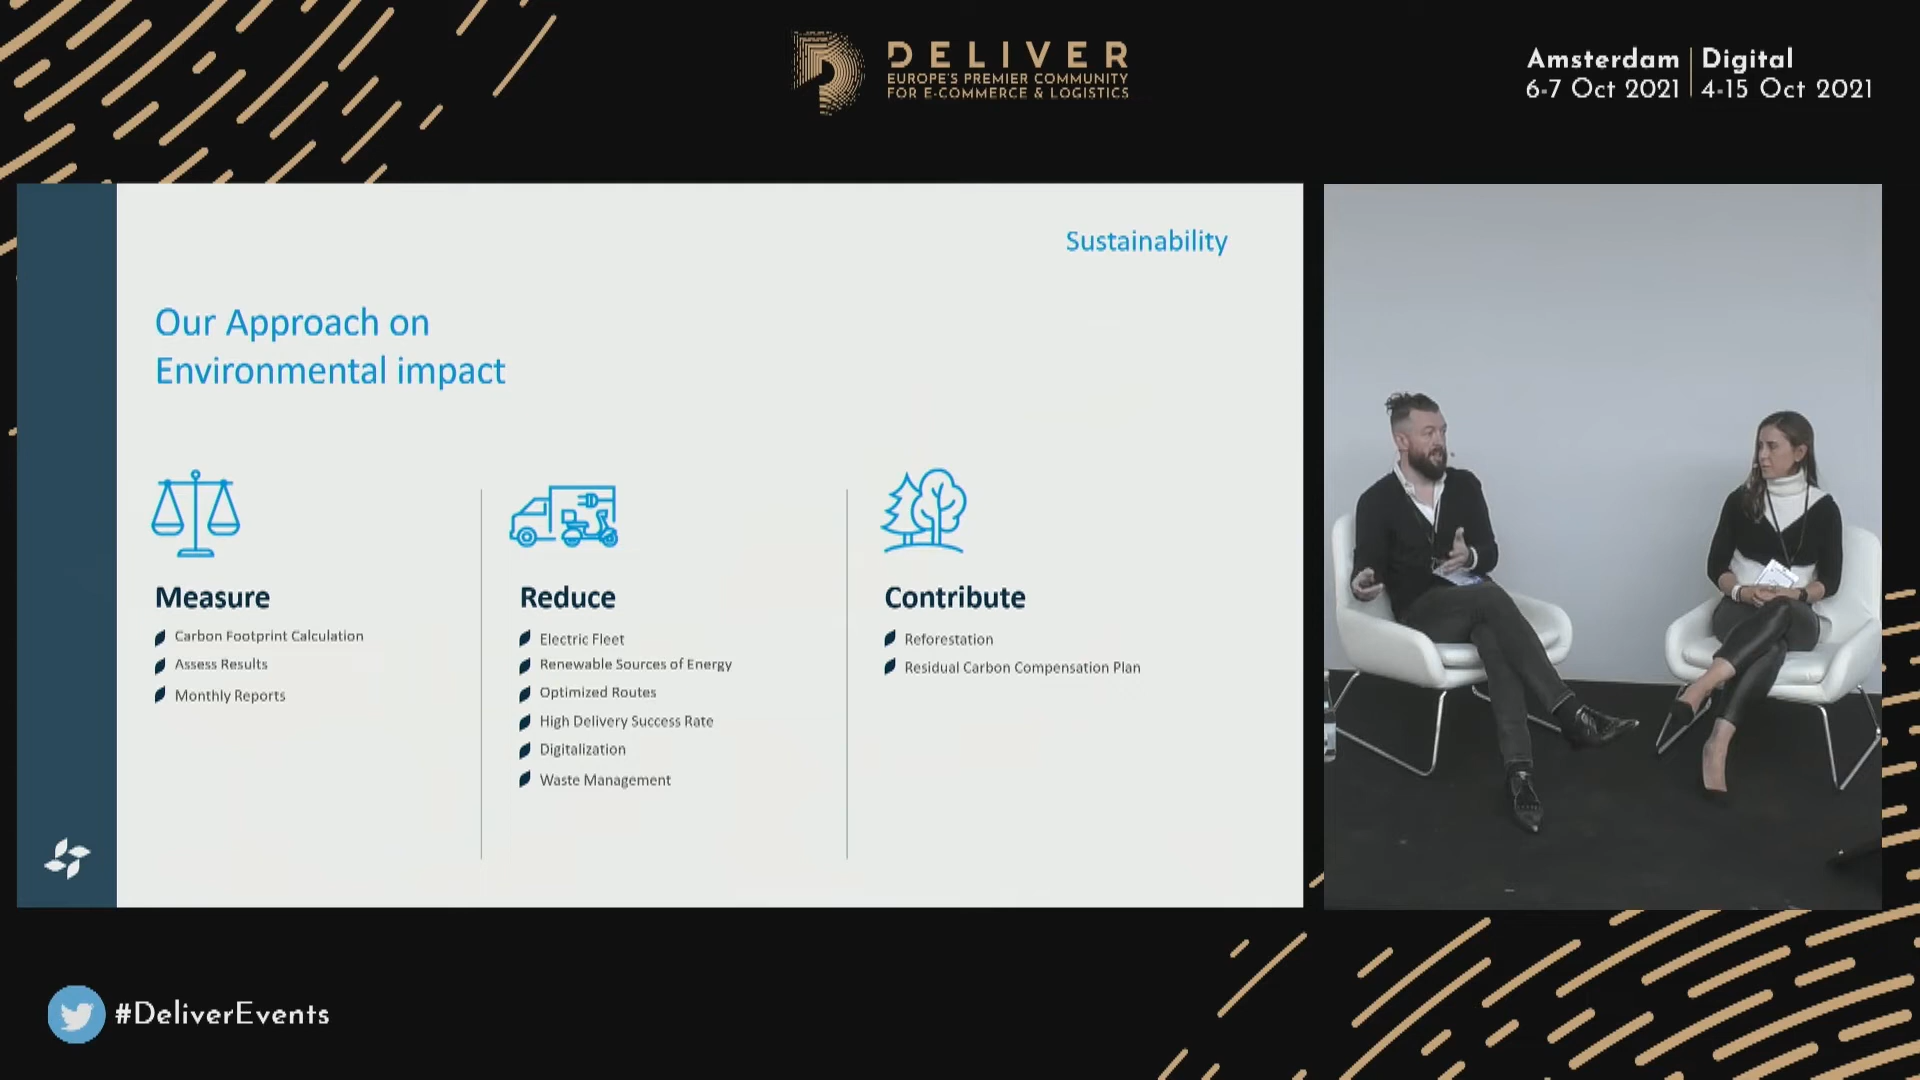 DELIVER
EUROPE'S PREMIER COMMUNITY
FOR E-COMMERCE & LOGISTICS
Amsterdam
6-7 Oct 2021
Digital
4-15 Oct 2021
Sustainability
Our Approach on
Environmental impact
Measure
Carbon Footprint Calculation
Assess Results
Monthly Reports
Reduce
Electric Fleet
Renewable Sources of Energy
Optimized Routes
High Delivery Success Rate
Digitalization
Waste Management
Contribute
Reforestation
Residual Carbon Compensation Plan
#DeliverEvents